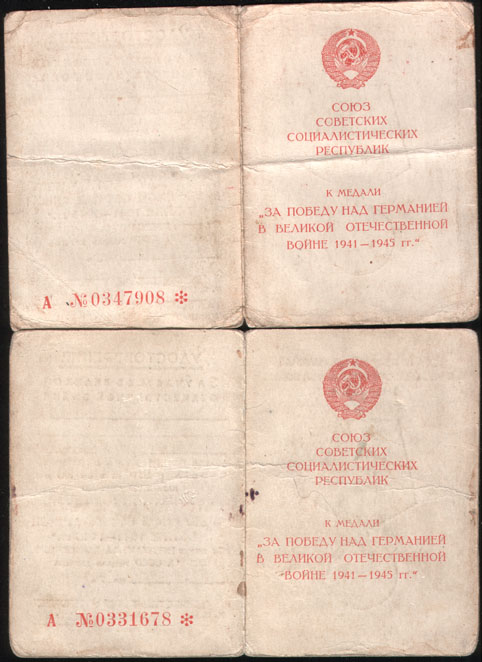 СОЮЗ
СОВЕТСКИХ
СОЦИАЛИСТИЧЕСКИХ
РЕСПУБЛИК
К МЕДАЛИ
„ЗА ПОБЕДУ НАД ГЕРМАНИЕЙ
В ВЕЛИКОЙ ОТЕЧЕСТВЕННОЙ
ВОЙНЕ 1941—1945 гг.“
А №0347908 *
СОЮЗ
СОВЕТСКИХ
СОЦИАЛИСТИЧЕСКИХ
РЕСПУБЛИК
К МЕДАЛИ
„ЗА ПОБЕДУ НАД ГЕРМАНИЕЙ
В ВЕЛИКОЙ ОТЕЧЕСТВЕННОЙ
ВОЙНЕ 1941—1945 гг.“
А №0331678 *